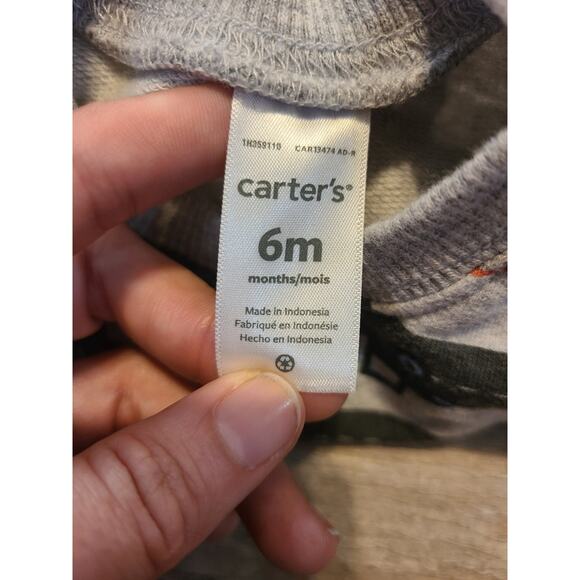 1H359110 CAR13474 AD-R
carter's®
6m
months/mois
Made in Indonesia
Fabriqué en Indonésie
Hecho en Indonesia